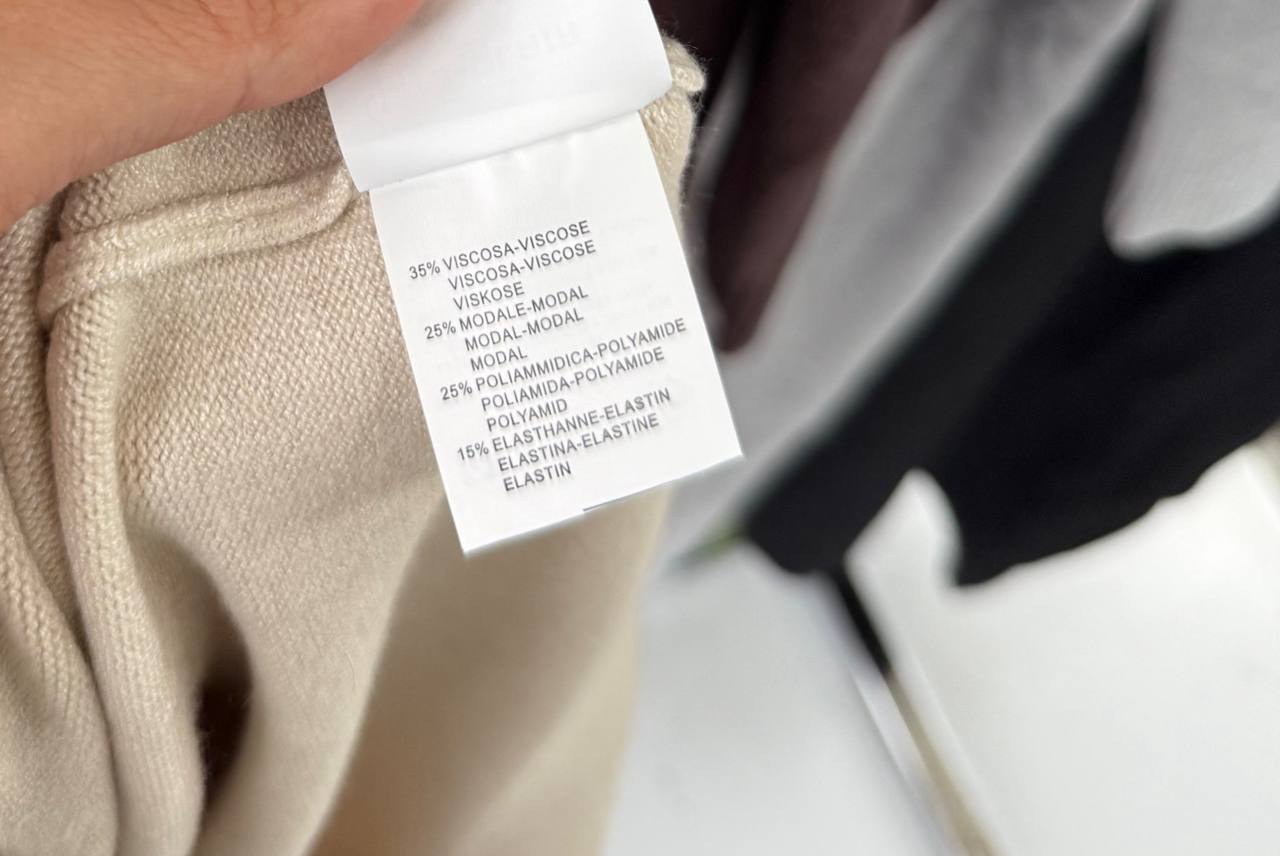 35% VISCOSA-VISCOSE
VISCOSA-VISCOSE
VISKOSE
25% MODALE-MODAL
MODAL-MODAL
MODAL
25% POLIAMMIDICA-POLYAMIDE
POLIAMIDA-POLYAMIDE
POLYAMID
15% ELASTHANNE-ELASTIN
ELASTINA-ELASTINE
ELASTIN